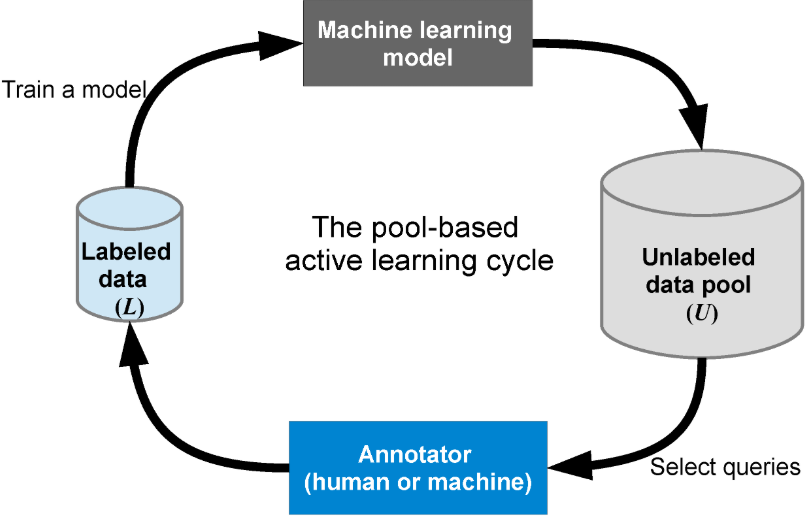 Machine learning
model
Train a model
The pool-based
active learning cycle
Labeled
data
(L)
Unlabeled
data pool
(U)
Annotator
(human or machine)
Select queries